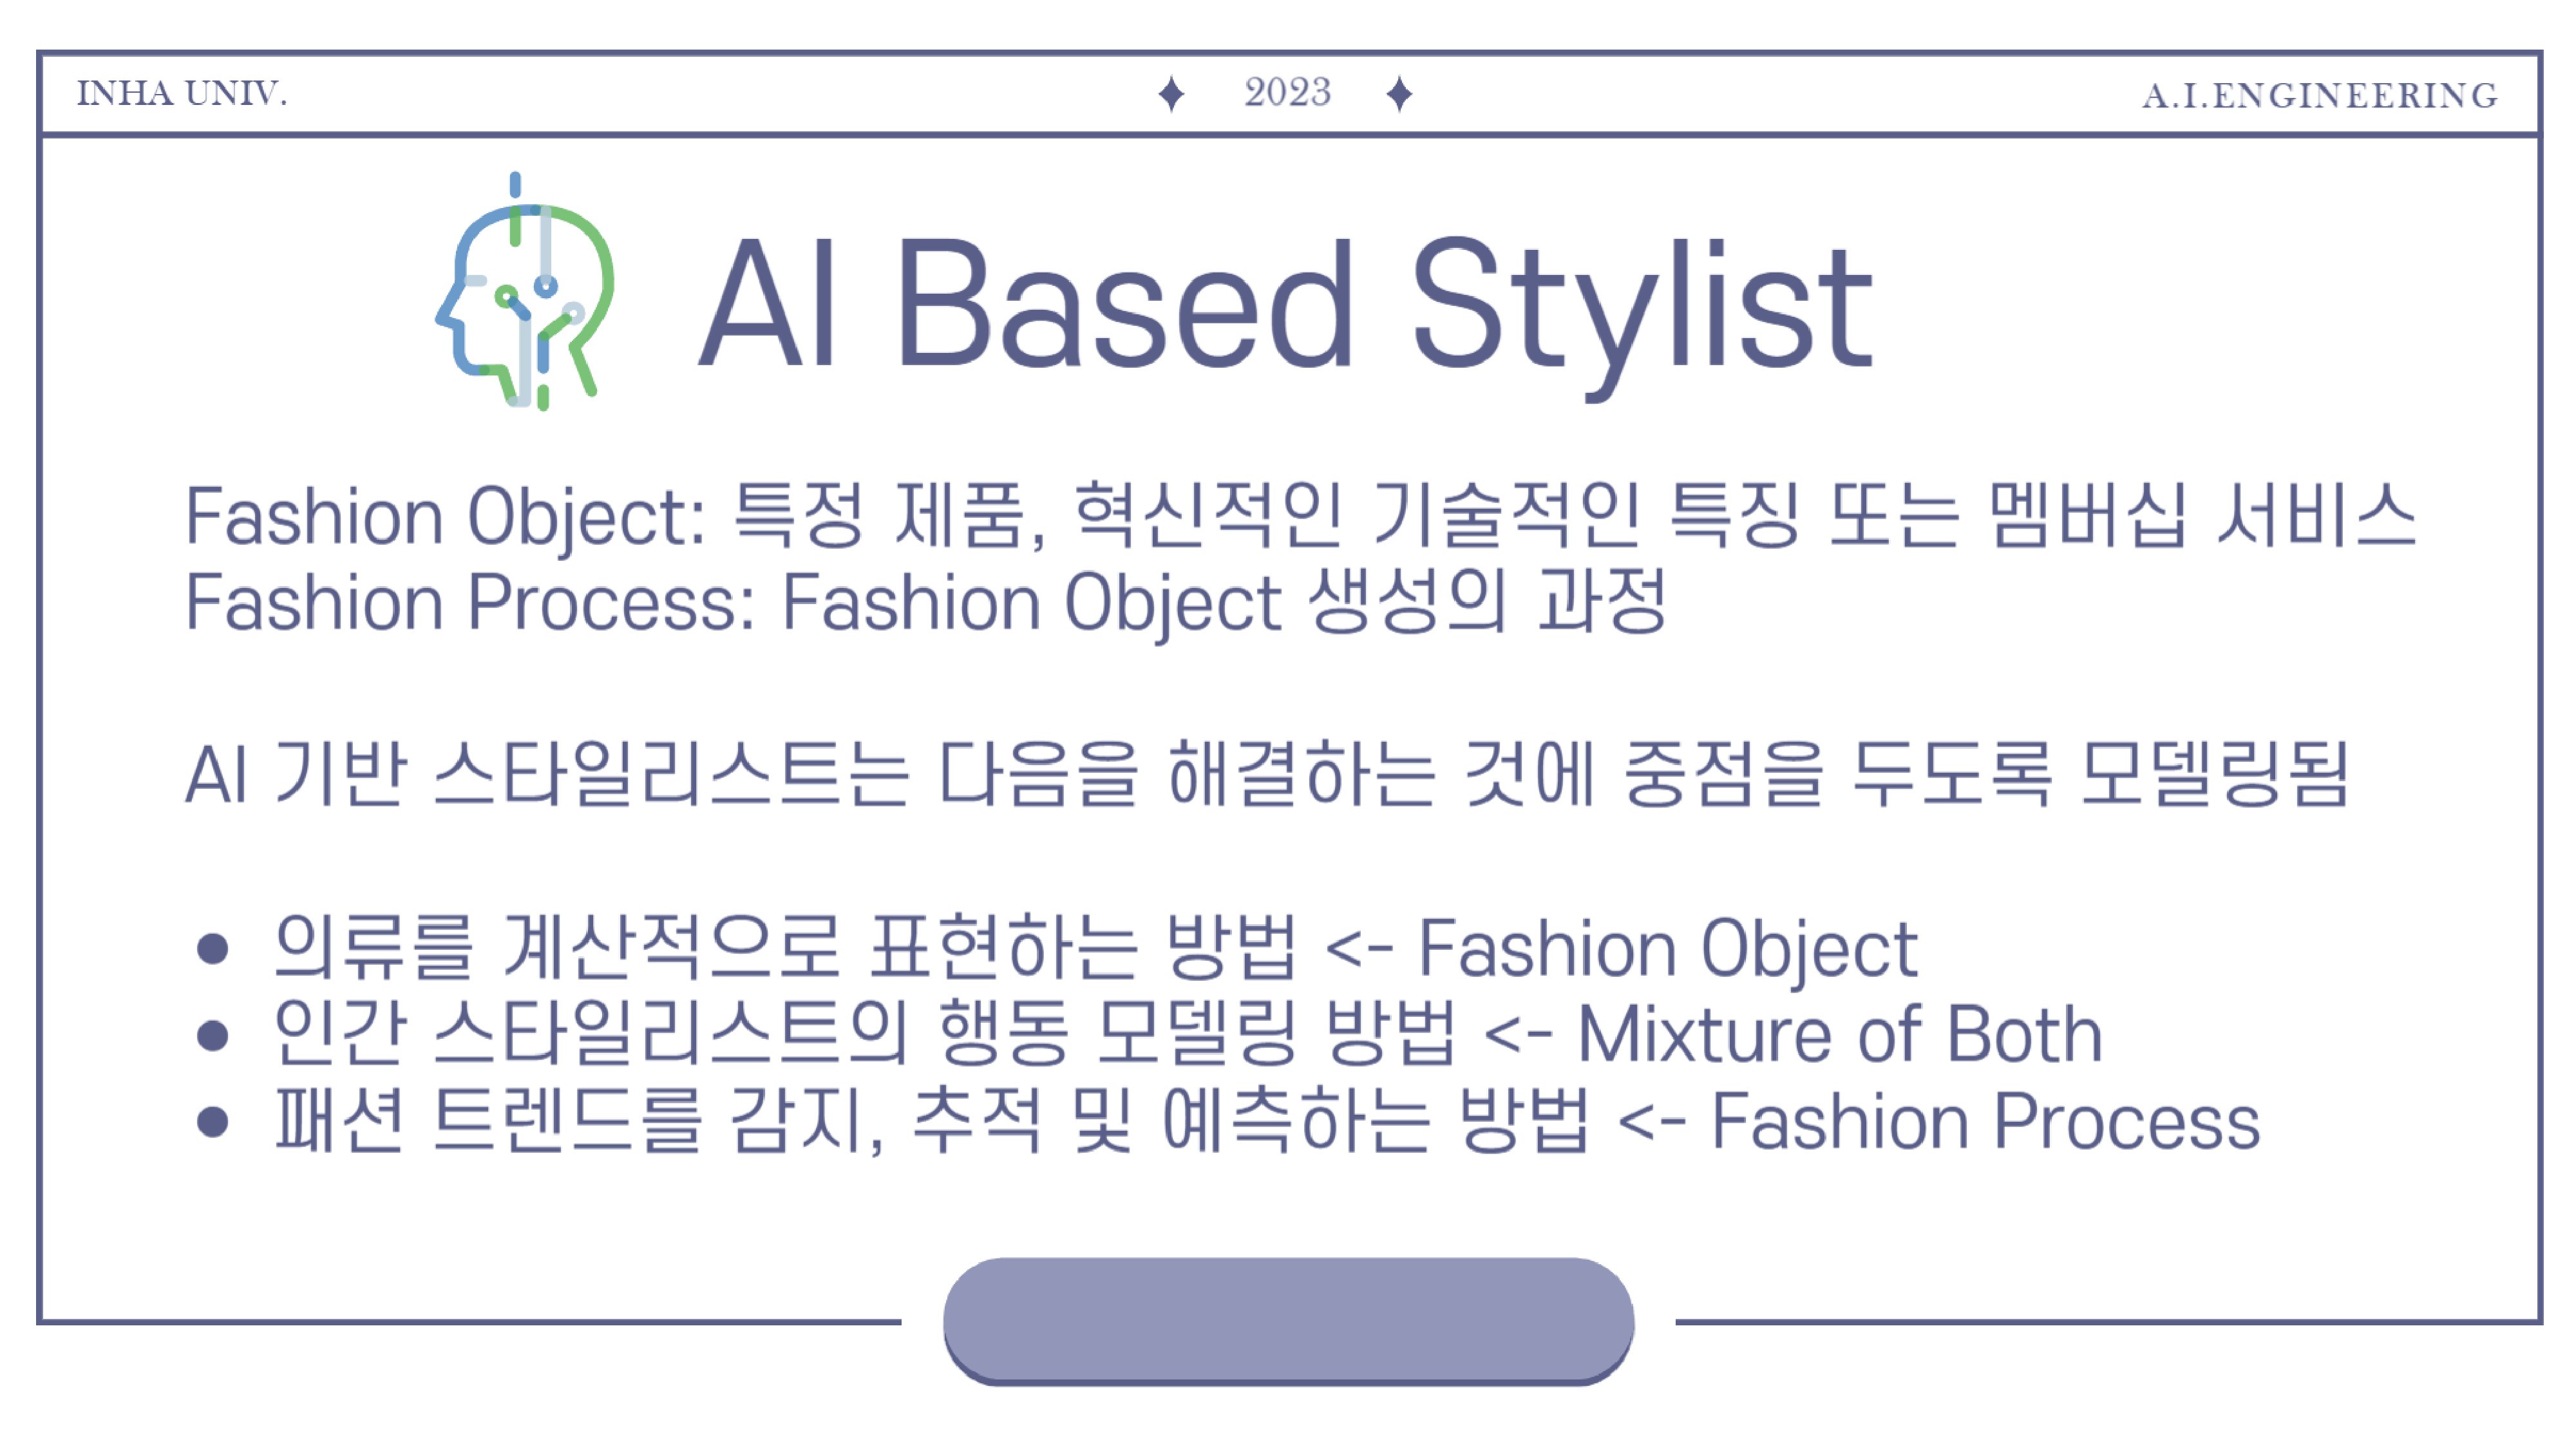 INHA UNIV.
2023
A.I.ENGINEERING
AI Based Stylist
Fashion Object: 특정 제품, 혁신적인 기술적인 특징 또는 멤버십 서비스
Fashion Process: Fashion Object 생성의 과정
AI 기반 스타일리스트는 다음을 해결하는 것에 중점을 두도록 모델링됨
• 의류를 계산적으로 표현하는 방법 <- Fashion Object
• 인간 스타일리스트의 행동 모델링 방법 <- Mixture of Both
• 패션 트렌드를 감지, 추적 및 예측하는 방법 <- Fashion Process